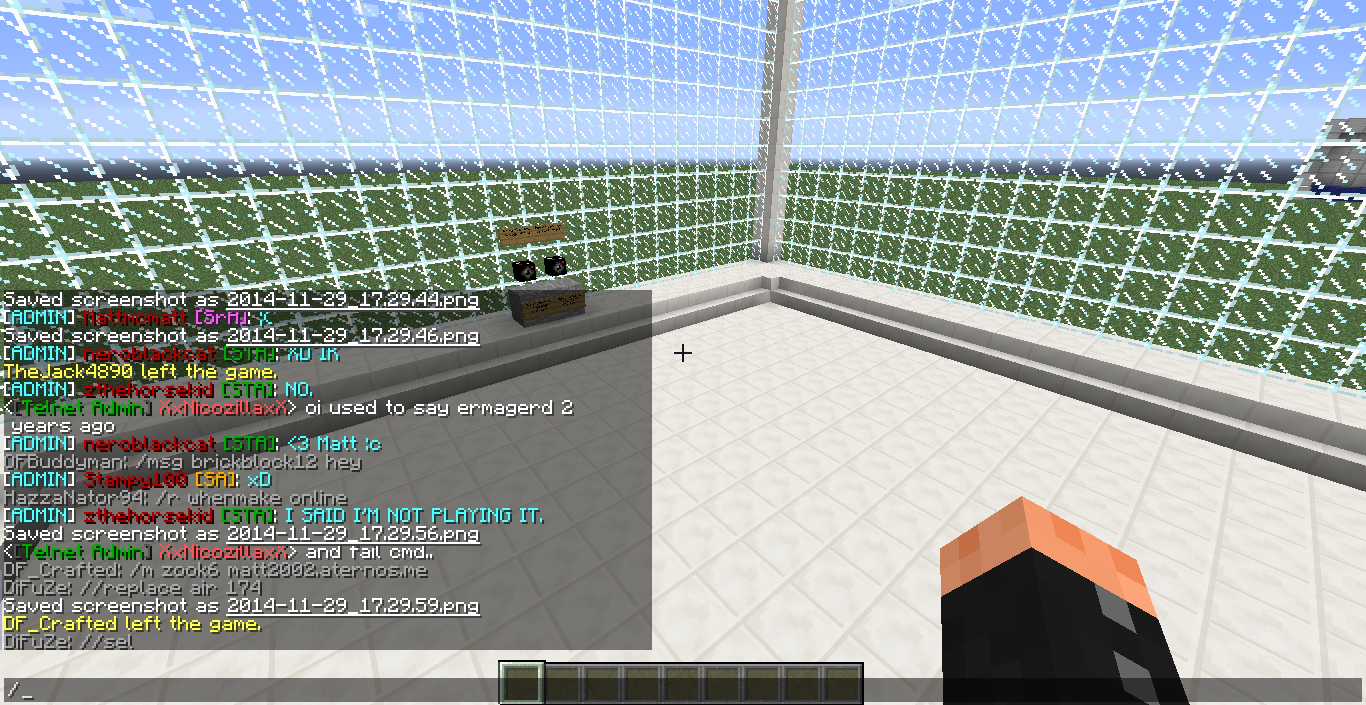 Saved screenshot as 2014-11-29_17.29.44.png
[ADMIN] Mattmcmatt [SrA]: ;(
Saved screenshot as 2014-11-29_17.29.46.png
[ADMIN] neroblackcat [STA]: XD IK
TheJack4890 left the game.
[ADMIN] zthehorsekid [STA]: NO.
<[Telnet Admin] XxNicozillaxX> oi used to say ermagerd 2
years ago
[ADMIN] neroblackcat [STA]: <3 Matt ;c
OFBuddyman: /msg brickblock12 hey
[ADMIN] Stampy100 [SA]: xD
HazzaNator94: /r whenmake online
[ADMIN] zthehorsekid [STA]: I SAID I'M NOT PLAYING IT.
Saved screenshot as 2014-11-29_17.29.56.png
<[Telnet Admin] XxNicozillaxX> and fail cmd..
DF_Crafted: /m zook6 matt2002.aternos.me
DiFuZe: //replace air 174
Saved screenshot as 2014-11-29_17.29.59.png
DF_Crafted left the game.
DiFuZe: //sel
/_